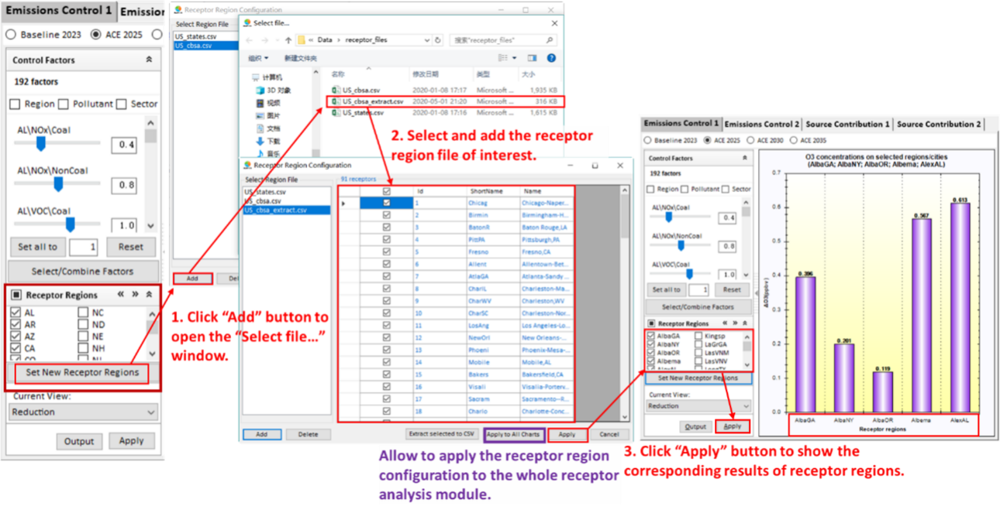 Emissions Control 1
Emission
Baseline 2023
ACE 2025
Control Factors
192 factors
Region
Pollutant
Sector
AL\NOx\Coal
0.4
AL\NOx\NonCoal
0.8
AL\VOC\Coal
1.0
Set all to
1
Reset
Select/Combine Factors
Receptor Regions
AL
NC
AR
ND
AZ
NE
CA
NH
CO
NJ
Set New Receptor Regions
Current View:
Reduction
Output
Apply
Receptor Region Configuration
Select Region File
US_states.csv
US_cbsa.csv
Add
Del
1. Click “Add” button to
open the “Select file…”
window.
Select file...
« Data › receptor_files
搜索"receptor_files"
组织
新建文件夹
计算机
3D 对象
视频
图片
文档
下载
音乐
名称
修改日期
类型
大小
US_cbsa.csv
2020-01-08 17:17
Microsoft ...
1,935 KB
US_cbsa_extract.csv
2020-05-01 21:20
Microsoft ...
316 KB
US_states.csv
2020-01-08 17:16
Microsoft ...
1,615 KB
2. Select and add the receptor
region file of interest.
Receptor Region Configuration
Select Region File
US_states.csv
US_cbsa.csv
US_cbsa_extract.csv
91 receptors
Id
ShortName
Name
1
Chicag
Chicago-Naper...
2
Birmin
Birmingham-H...
3
BatonR
Baton Rouge,LA
4
PittPA
Pittsburgh,PA
5
Fresno
Fresno,CA
6
Allent
Allentown-Bet...
7
AtlaGA
Atlanta-Sandy ...
8
CharlL
Charleston-Ma...
9
CharWV
Charleston,WV
10
CharSC
Charleston-Nor...
11
LosAng
Los Angeles-Lo...
12
NewOrl
New Orleans-...
13
Phoeni
Phoenix-Mesa-...
14
Mobile
Mobile,AL
15
Bakers
Bakersfield,CA
16
Visali
Visalia-Porterv...
17
Sacram
Sacramento--R...
18
Charlo
Charlotte-Conc...
Add
Delete
Extract selected to CSV
Apply to All Charts
Apply
Cancel
Allow to apply the receptor region
configuration to the whole receptor
analysis module.
Emissions Control 1
Emissions Control 2
Source Contribution 1
Source Contribution 2
Baseline 2023
ACE 2025
ACE 2030
ACE 2035
Control Factors
192 factors
Region
Pollutant
Sector
AL\NOx\Coal
0.4
AL\NOx\NonCoal
0.8
AL\VOC\Coal
1.0
Set all to
1
Reset
Select/Combine Factors
Receptor Regions
AlbaGA
Kingsp
AlbaNY
LaGrGA
AlbaOR
LasVNM
Albema
LasVNV
Set New Receptor Regions
Current View:
Reduction
Output
Apply
O3 concentrations on selected regions/cities
(AlbaGA; AlbaNY; AlbaOR; Albema; AlexAL)
ΔO3(ppbv)
0.7
0.6
0.5
0.4
0.3
0.2
0.1
0.0
0.396
0.201
0.119
0.567
0.613
AlbaGA
AlbaNY
AlbaOR
Albema
AlexAL
Receptor regions
3. Click “Apply” button to show the
corresponding results of receptor regions.